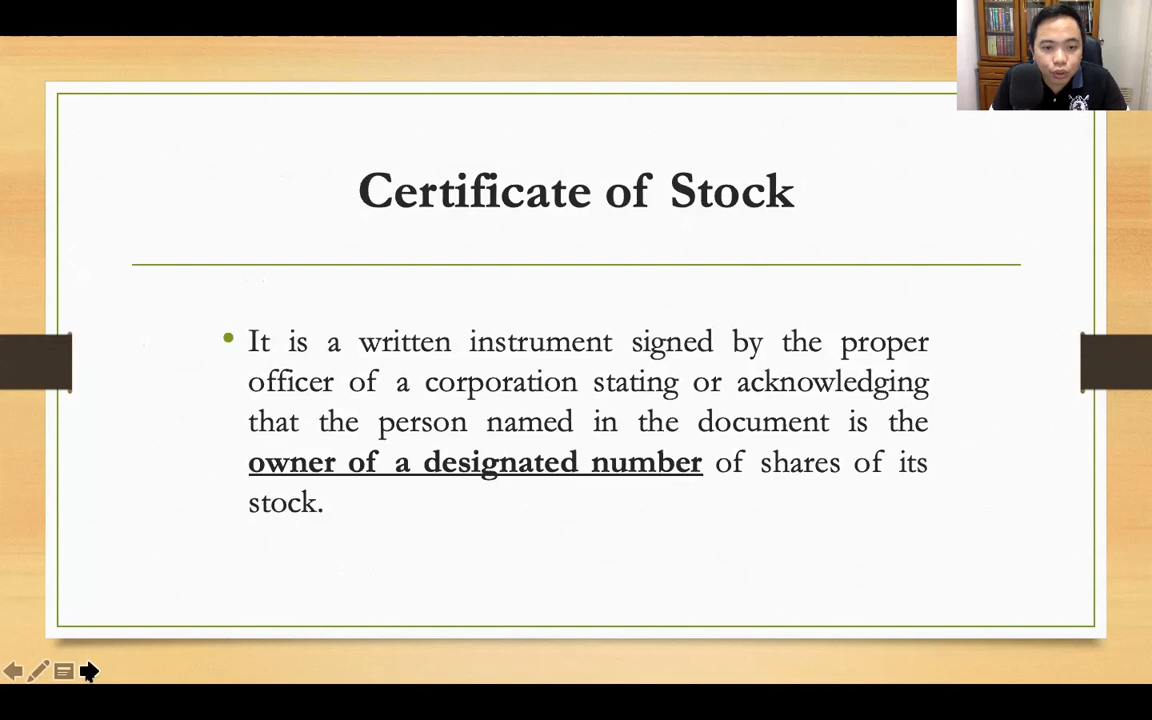 Certificate of Stock
• It is a written instrument signed by the proper
officer of a corporation stating or acknowledging
that the person named in the document is the
owner of a designated number of shares of its
stock.